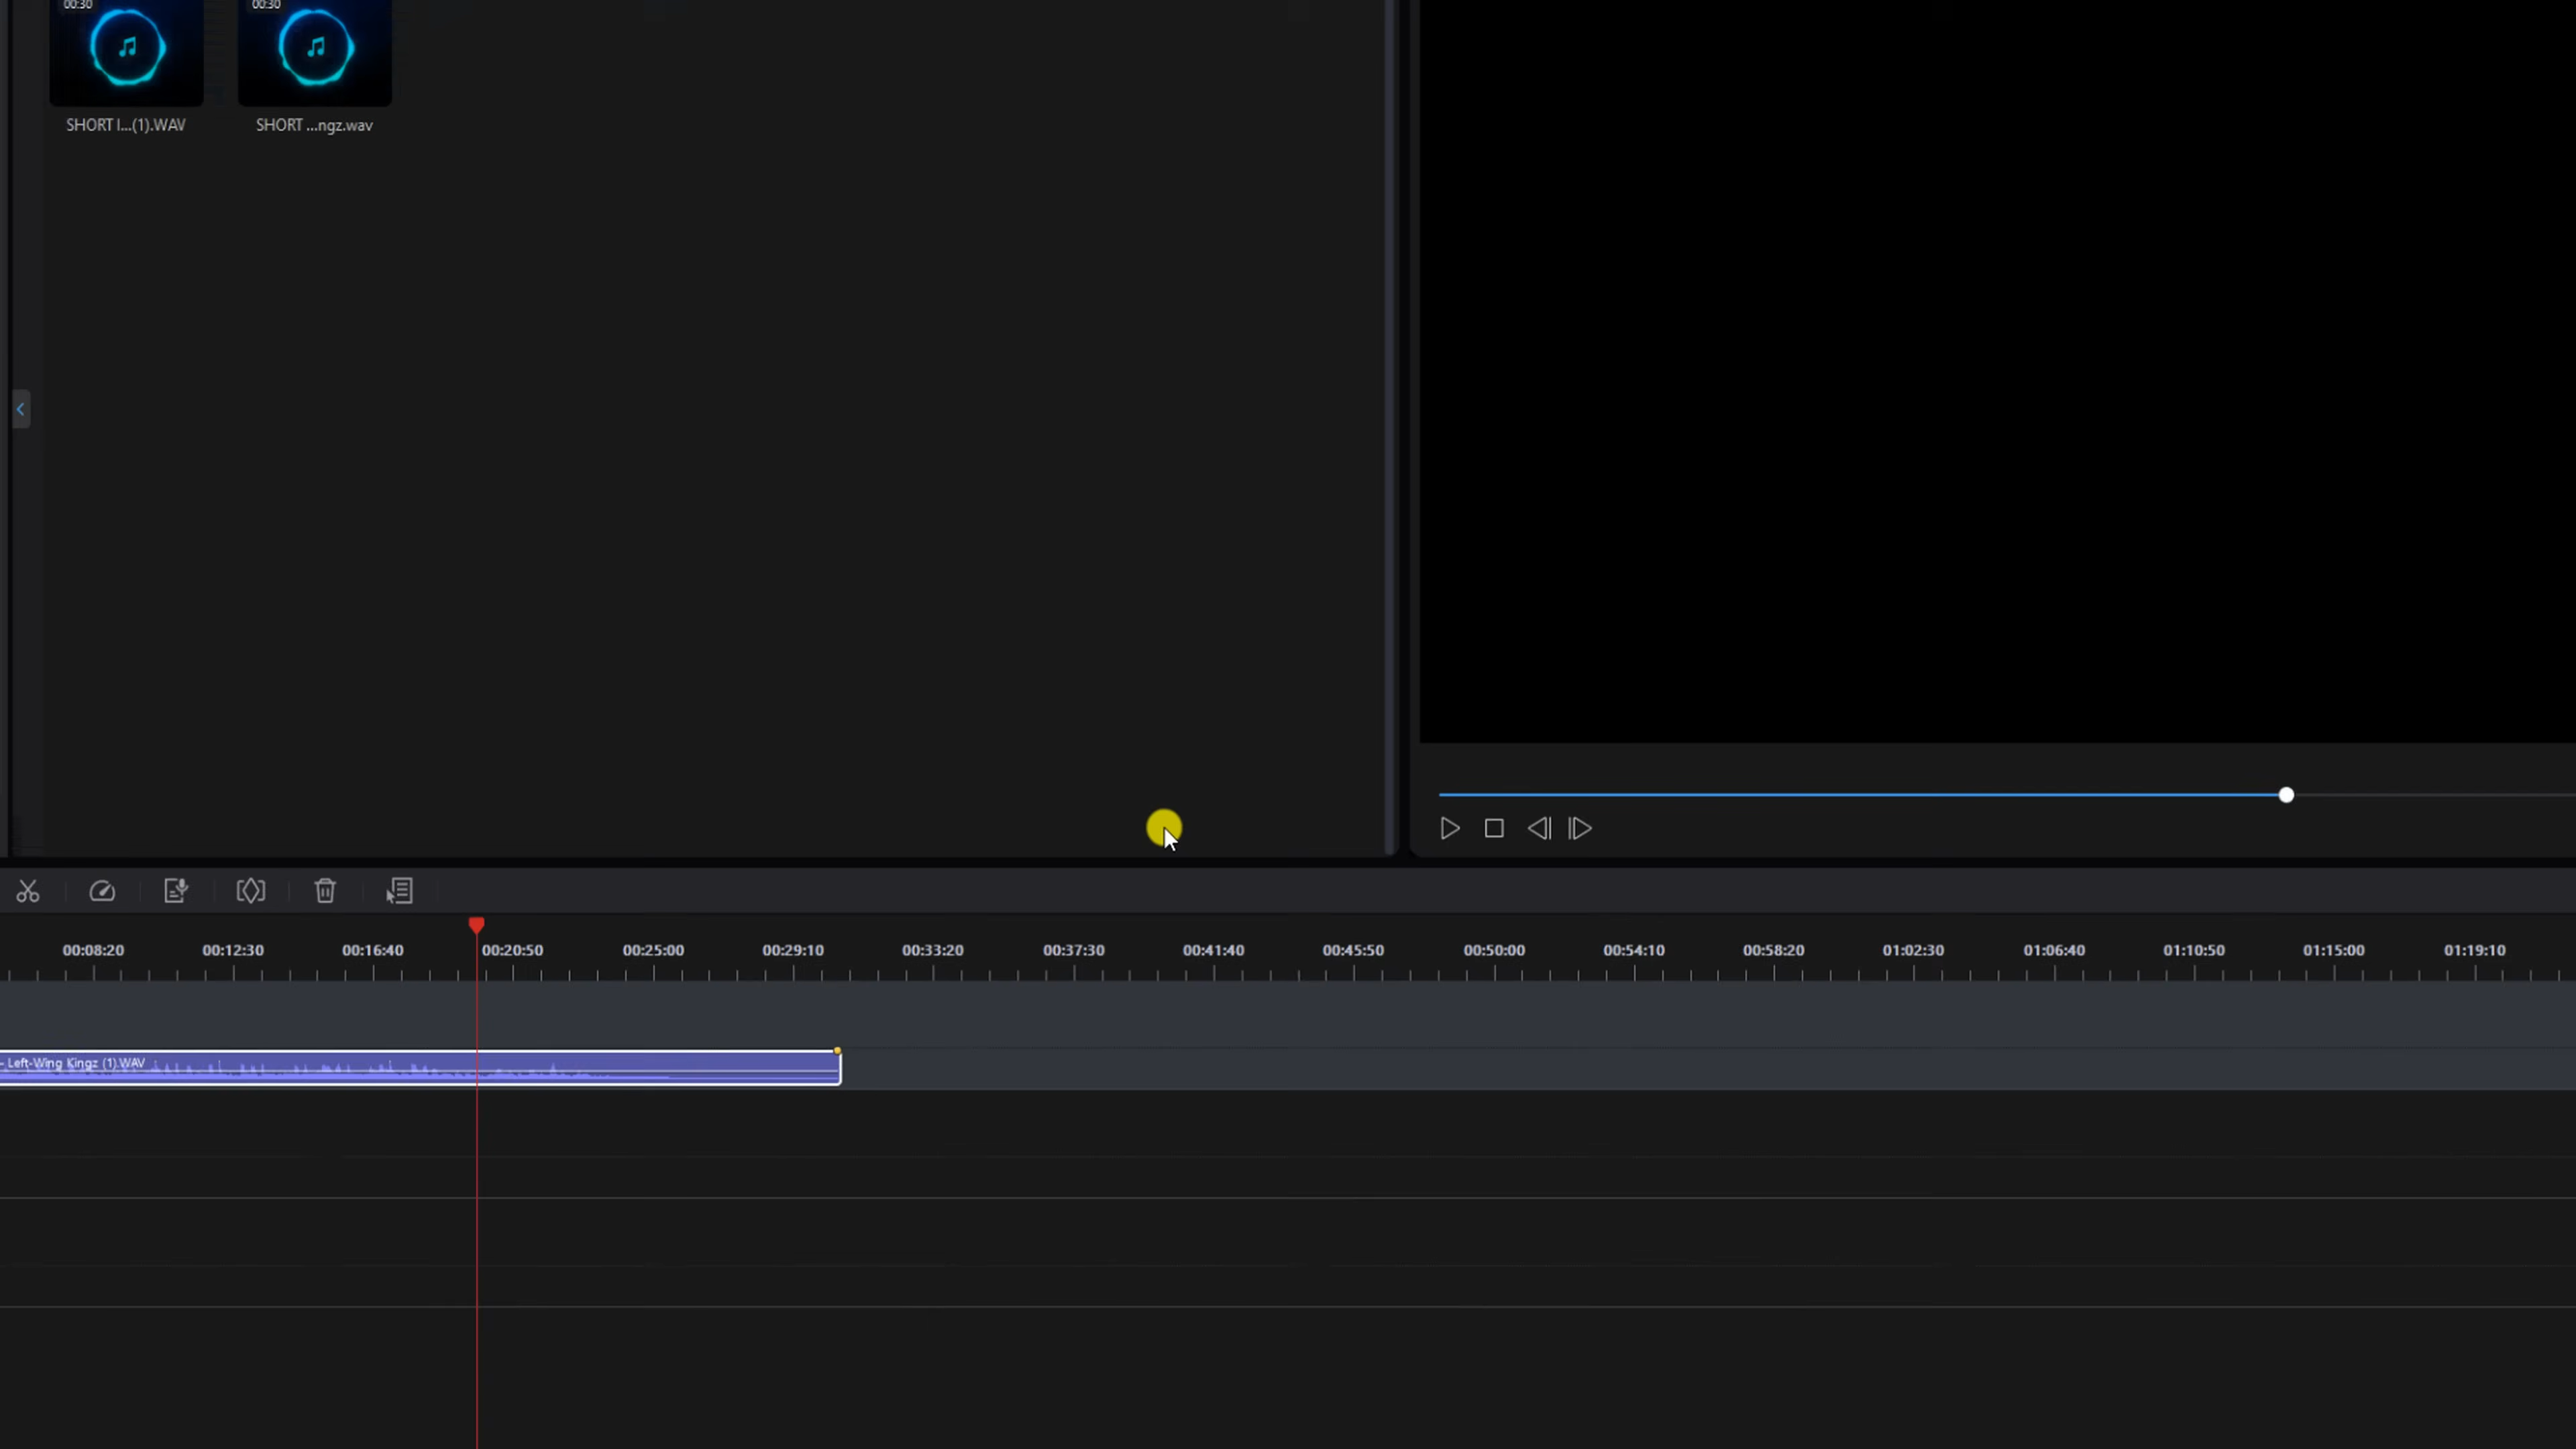 00:30 00:30
SHORT I...(1).WAV SHORT ...ngz.wav
00:08:20 00:12:30 00:16:40 00:20:50 00:25:00 00:29:10 00:33:20 00:37:30 00:41:40 00:45:50 00:50:00 00:54:10 00:58:20 01:02:30 01:06:40 01:10:50 01:15:00 01:19:10
- Left-Wing Kingz (1).WAV